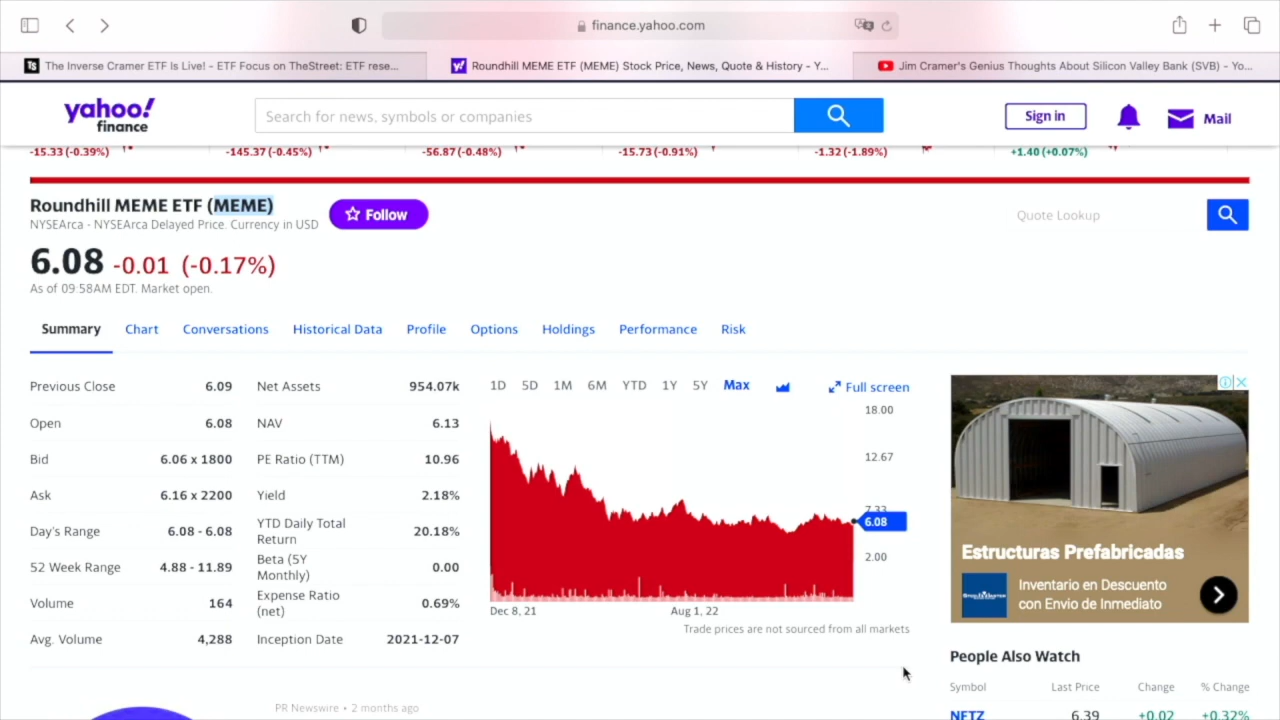 finance.yahoo.com
The Inverse Cramer ETF Is Live! - ETF Focus on TheStreet: ETF rese...
Roundhill MEME ETF (MEME) Stock Price, News, Quote & History - Y...
Jim Cramer's Genius Thoughts About Silicon Valley Bank (SVB) - Yo...
yahoo!
finance
Search for news, symbols or companies
Sign in
Mail
-15.33 (-0.39%)
-145.37 (-0.45%)
-56.87 (-0.48%)
-15.73 (-0.91%)
-1.32 (-1.89%)
+1.40 (+0.07%)
Roundhill MEME ETF (MEME)
NYSEArca - NYSEArca Delayed Price. Currency in USD
Follow
Quote Lookup
6.08 -0.01 (-0.17%)
As of 09:58AM EDT. Market open.
Summary Chart Conversations Historical Data Profile Options Holdings Performance Risk
Previous Close 6.09
Open 6.08
Bid 6.06 x 1800
Ask 6.16 x 2200
Day's Range 6.08 - 6.08
52 Week Range 4.88 - 11.89
Volume 164
Avg. Volume 4,288
Net Assets 954.07k
NAV 6.13
PE Ratio (TTM) 10.96
Yield 2.18%
YTD Daily Total
Return 20.18%
Beta (5Y
Monthly) 0.00
Expense Ratio
(net) 0.69%
Inception Date 2021-12-07
1D 5D 1M 6M YTD 1Y 5Y Max
Full screen
18.00
12.67
7.33
6.08
2.00
Dec 8, 21
Aug 1, 22
Trade prices are not sourced from all markets
Estructuras Prefabricadas
Inventario en Descuento
con Envio de Inmediato
People Also Watch
Symbol Last Price Change % Change
NFTZ 6.39 +0.02 +0.32%
PR Newswire • 2 months ago